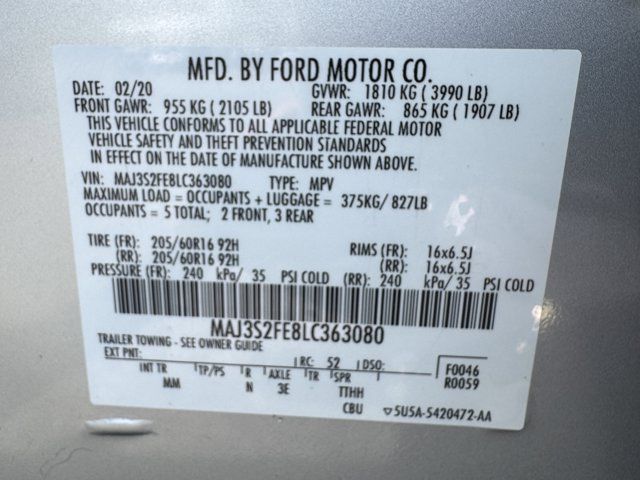 MFD. BY FORD MOTOR CO.
DATE: 02/20 GVWR: 1810 KG ( 3990 LB)
FRONT GAWR: 955 KG ( 2105 LB) REAR GAWR: 865 KG ( 1907 LB)
THIS VEHICLE CONFORMS TO ALL APPLICABLE FEDERAL MOTOR
VEHICLE SAFETY AND THEFT PREVENTION STANDARDS
IN EFFECT ON THE DATE OF MANUFACTURE SHOWN ABOVE.
VIN: MAJ3S2FE8LC363080 TYPE: MPV
MAXIMUM LOAD = OCCUPANTS + LUGGAGE = 375KG/ 827LB
OCCUPANTS = 5 TOTAL; 2 FRONT, 3 REAR
TIRE (FR): 205/60R16 92H RIMS (FR): 16x6.5J
(RR): 205/60R16 92H (RR): 16x6.5J
PRESSURE (FR): 240 kPa/ 35 PSI COLD (RR): 240 kPa/ 35 PSI COLD
MAJ3S2FE8LC363080
TRAILER TOWING - SEE OWNER GUIDE
EXT PNT: RC: 52 DSO: F0046
INT TR TP/PS R AXLE TR SPR R0059
MM N 3E TTHH
CBU 5U5A-5420472-AA